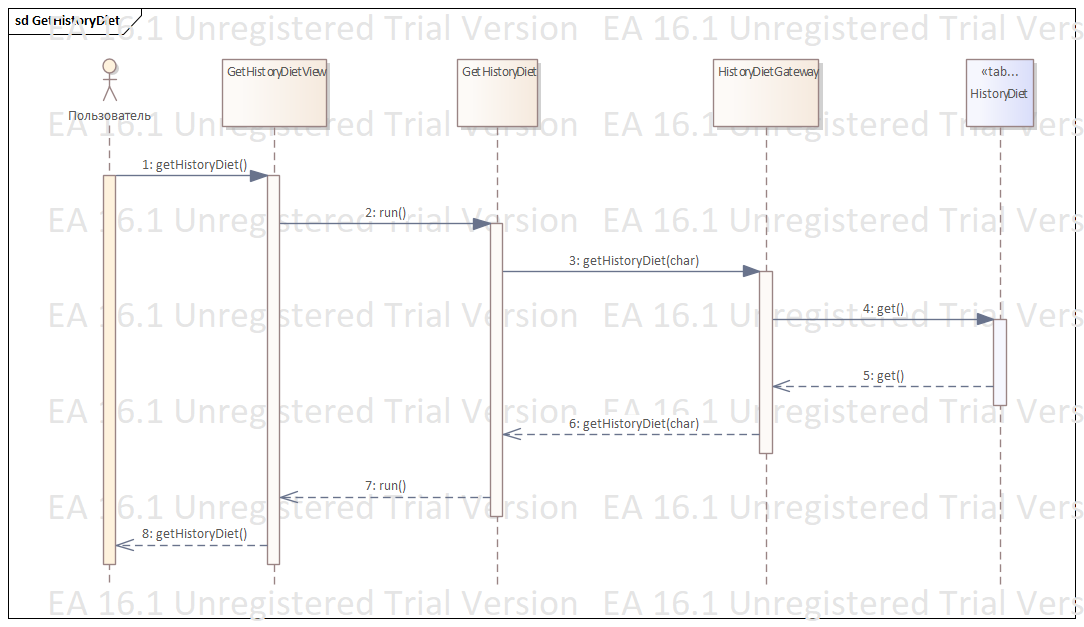 sd GetHistoryDiet
EA 16.1 Unregistered Trial Version EA 16.1 Unregistered Trial Vers
GetHistoryDietView
GetHistoryDiet
HistoryDietGateway
«tab...
HistoryDiet
Пользователь
EA 16.1 Unregistered Trial Version EA 16.1 Unregistered Trial Vers
1: getHistoryDiet()
2: run()
EA 16.1 Unregistered Trial Version EA 16.1 Unregistered Trial Vers
3: getHistoryDiet(char)
4: get()
EA 16.1 Unregistered Trial Version EA 16.1 Unregistered Trial Vers
5: get()
EA 16.1 Unregistered Trial Version EA 16.1 Unregistered Trial Vers
6: getHistoryDiet(char)
7: run()
EA 16.1 Unregistered Trial Version EA 16.1 Unregistered Trial Vers
8: getHistoryDiet()
EA 16.1 Unregistered Trial Version EA 16.1 Unregistered Trial Vers